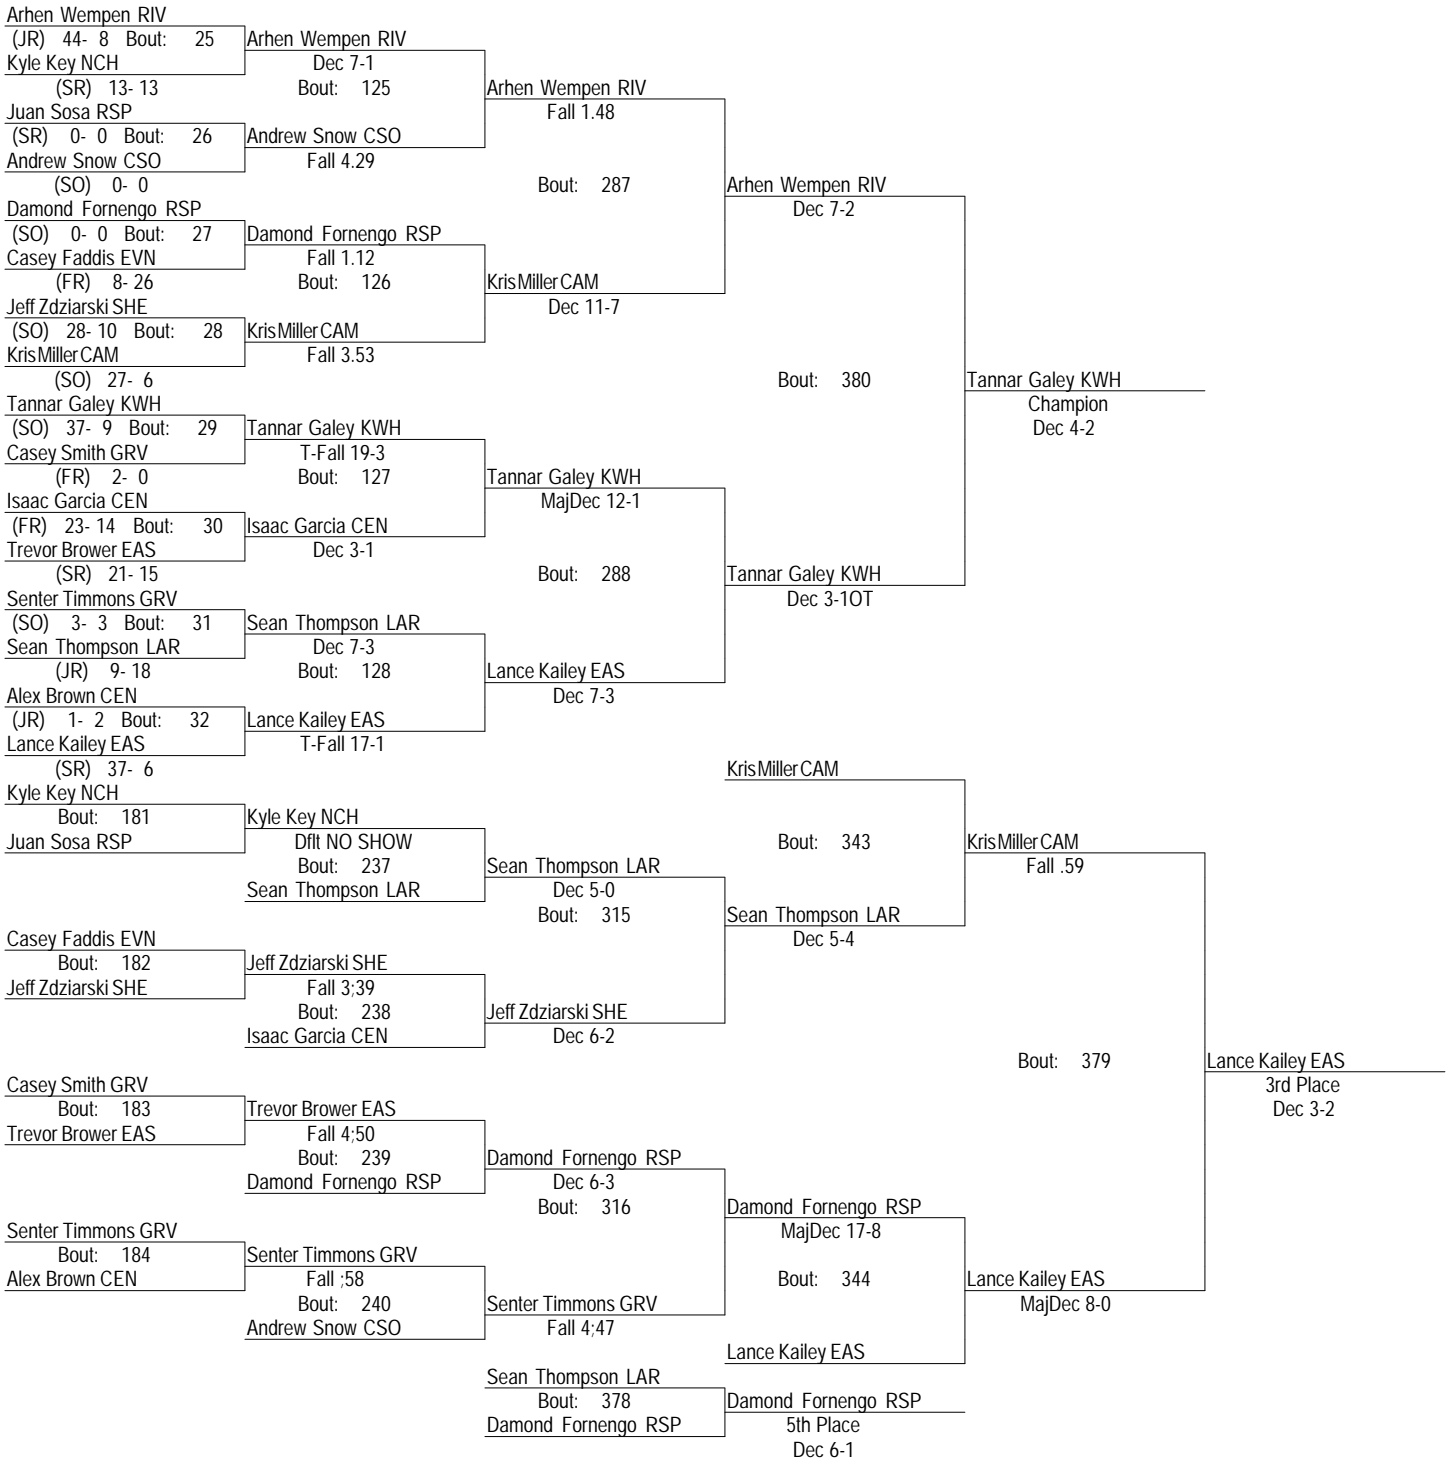 Arhen Wempen RIV
(JR) 44- 8 Bout: 25 Arhen Wempen RIV
Kyle Key NCH Dec 7-1
(SR) 13- 13 Bout: 125 Arhen Wempen RIV
Juan Sosa RSP Fall 1.48
(SR) 0- 0 Bout: 26 Andrew Snow CSO
Andrew Snow CSO Fall 4.29
(SO) 0- 0 Bout: 287 Arhen Wempen RIV
Damond Fornengo RSP Dec 7-2
(SO) 0- 0 Bout: 27 Damond Fornengo RSP
Casey Faddis EVN Fall 1.12
(FR) 8- 26 Bout: 126 KrisMillerCAM
Jeff Zdziarski SHE Dec 11-7
(SO) 28- 10 Bout: 28 KrisMillerCAM
KrisMillerCAM Fall 3.53
(SO) 27- 6 Bout: 380 Tannar Galey KWH
Tannar Galey KWH Champion
(SO) 37- 9 Bout: 29 Tannar Galey KWH Dec 4-2
Casey Smith GRV T-Fall 19-3
(FR) 2- 0 Bout: 127 Tannar Galey KWH
Isaac Garcia CEN MajDec 12-1
(FR) 23- 14 Bout: 30 Isaac Garcia CEN
Trevor Brower EAS Dec 3-1
(SR) 21- 15 Bout: 288 Tannar Galey KWH
Senter Timmons GRV Dec 3-1OT
(SO) 3- 3 Bout: 31 Sean Thompson LAR
Sean Thompson LAR Dec 7-3
(JR) 9- 18 Bout: 128 Lance Kailey EAS
Alex Brown CEN Dec 7-3
(JR) 1- 2 Bout: 32 Lance Kailey EAS
Lance Kailey EAS T-Fall 17-1
(SR) 37- 6 KrisMillerCAM
Kyle Key NCH
Bout: 181 Kyle Key NCH
Juan Sosa RSP Dflt NO SHOW Bout: 343 KrisMillerCAM
Bout: 237 Sean Thompson LAR Fall .59
Sean Thompson LAR Dec 5-0
Bout: 315 Sean Thompson LAR
Casey Faddis EVN Dec 5-4
Bout: 182 Jeff Zdziarski SHE
Jeff Zdziarski SHE Fall 3;39
Bout: 238 Jeff Zdziarski SHE
Isaac Garcia CEN Dec 6-2
Bout: 379 Lance Kailey EAS
Casey Smith GRV 3rd Place
Bout: 183 Trevor Brower EAS Dec 3-2
Trevor Brower EAS Fall 4;50
Bout: 239 Damond Fornengo RSP
Damond Fornengo RSP Dec 6-3
Bout: 316 Damond Fornengo RSP
Senter Timmons GRV MajDec 17-8
Bout: 184 Senter Timmons GRV
Alex Brown CEN Fall ;58 Bout: 344 Lance Kailey EAS
Bout: 240 Senter Timmons GRV MajDec 8-0
Andrew Snow CSO Fall 4;47
Lance Kailey EAS
Sean Thompson LAR
Bout: 378 Damond Fornengo RSP
Damond Fornengo RSP 5th Place
Dec 6-1